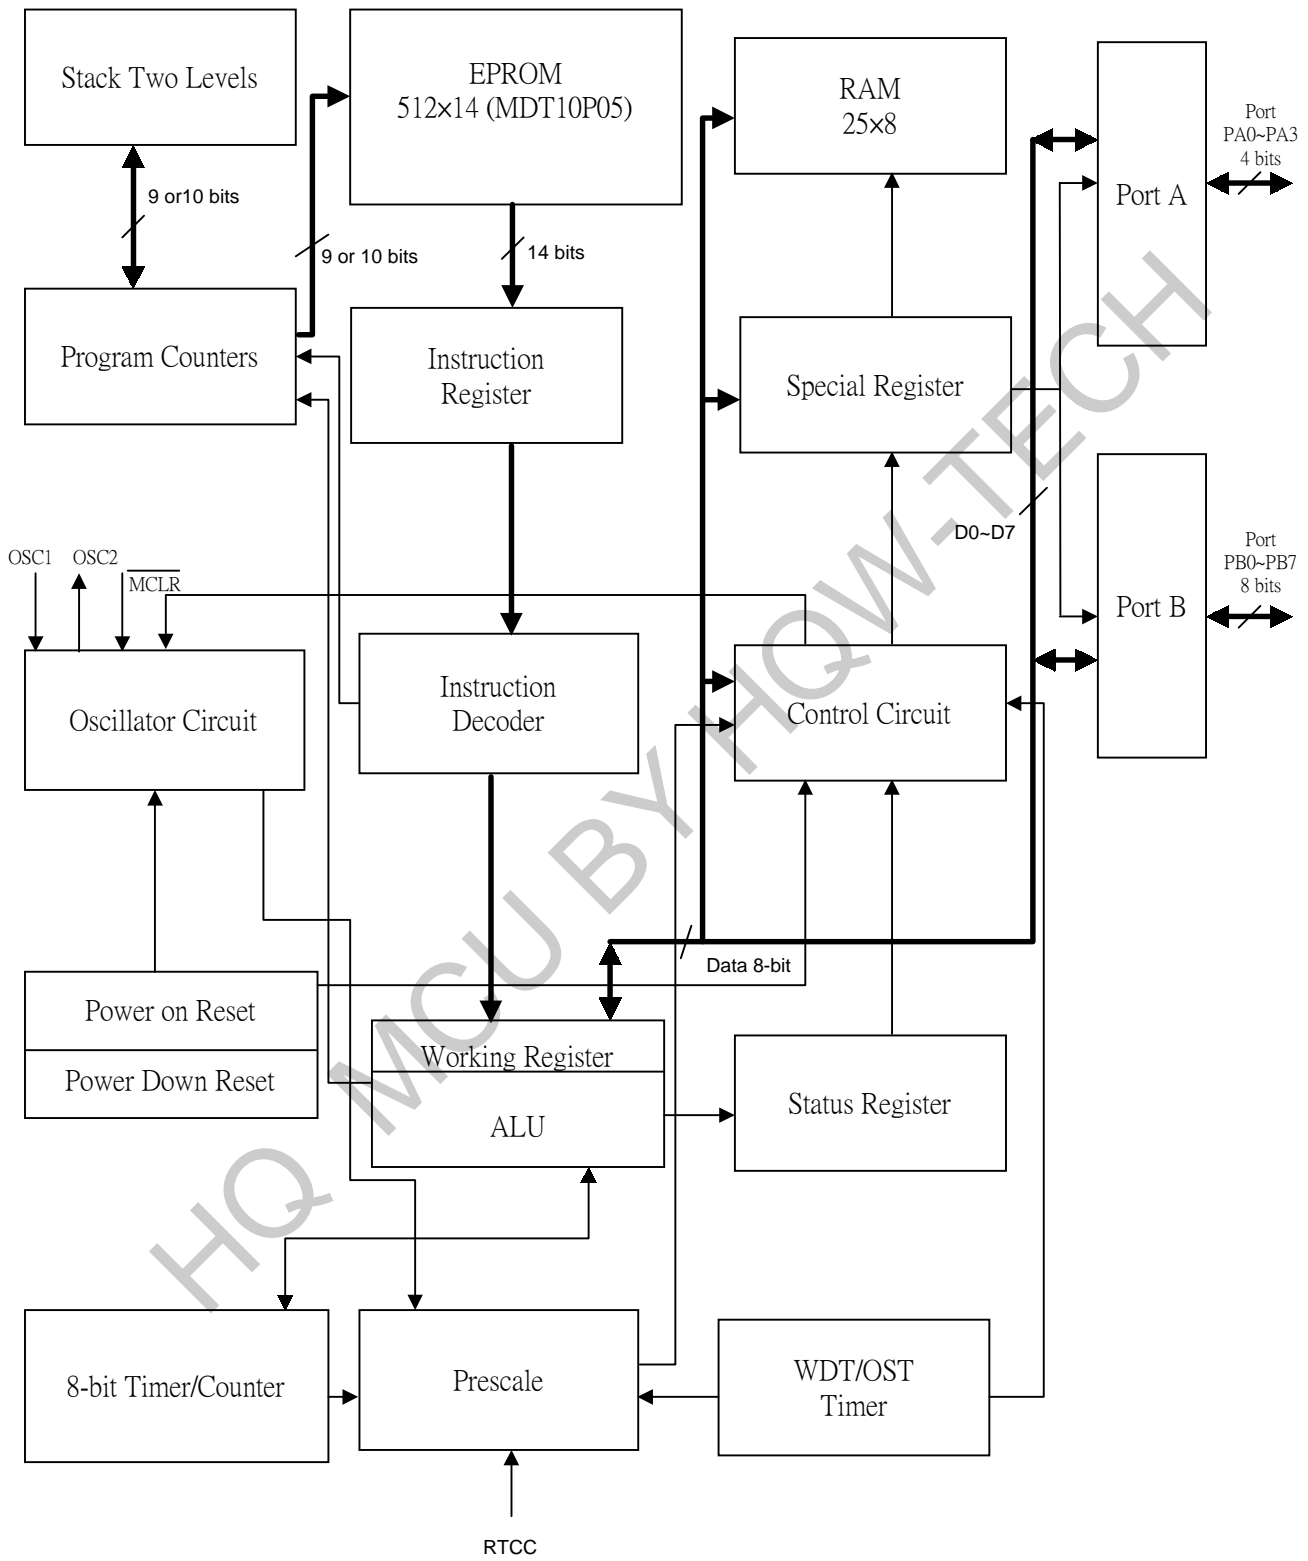 Stack Two Levels
EPROM
512×14 (MDT10P05)
RAM
25×8
Port
PA0~PA3
4 bits
Port A
9 or10 bits
9 or 10 bits
14 bits
Program Counters
Instruction
Register
Special Register
D0~D7
Port
PB0~PB7
8 bits
Port B
OSC1
OSC2
MCLR
Oscillator Circuit
Instruction
Decoder
Control Circuit
Data 8-bit
Power on Reset
Power Down Reset
Working Register
ALU
Status Register
8-bit Timer/Counter
Prescale
WDT/OST
Timer
RTCC
HQ MCU BY HQW-TECH